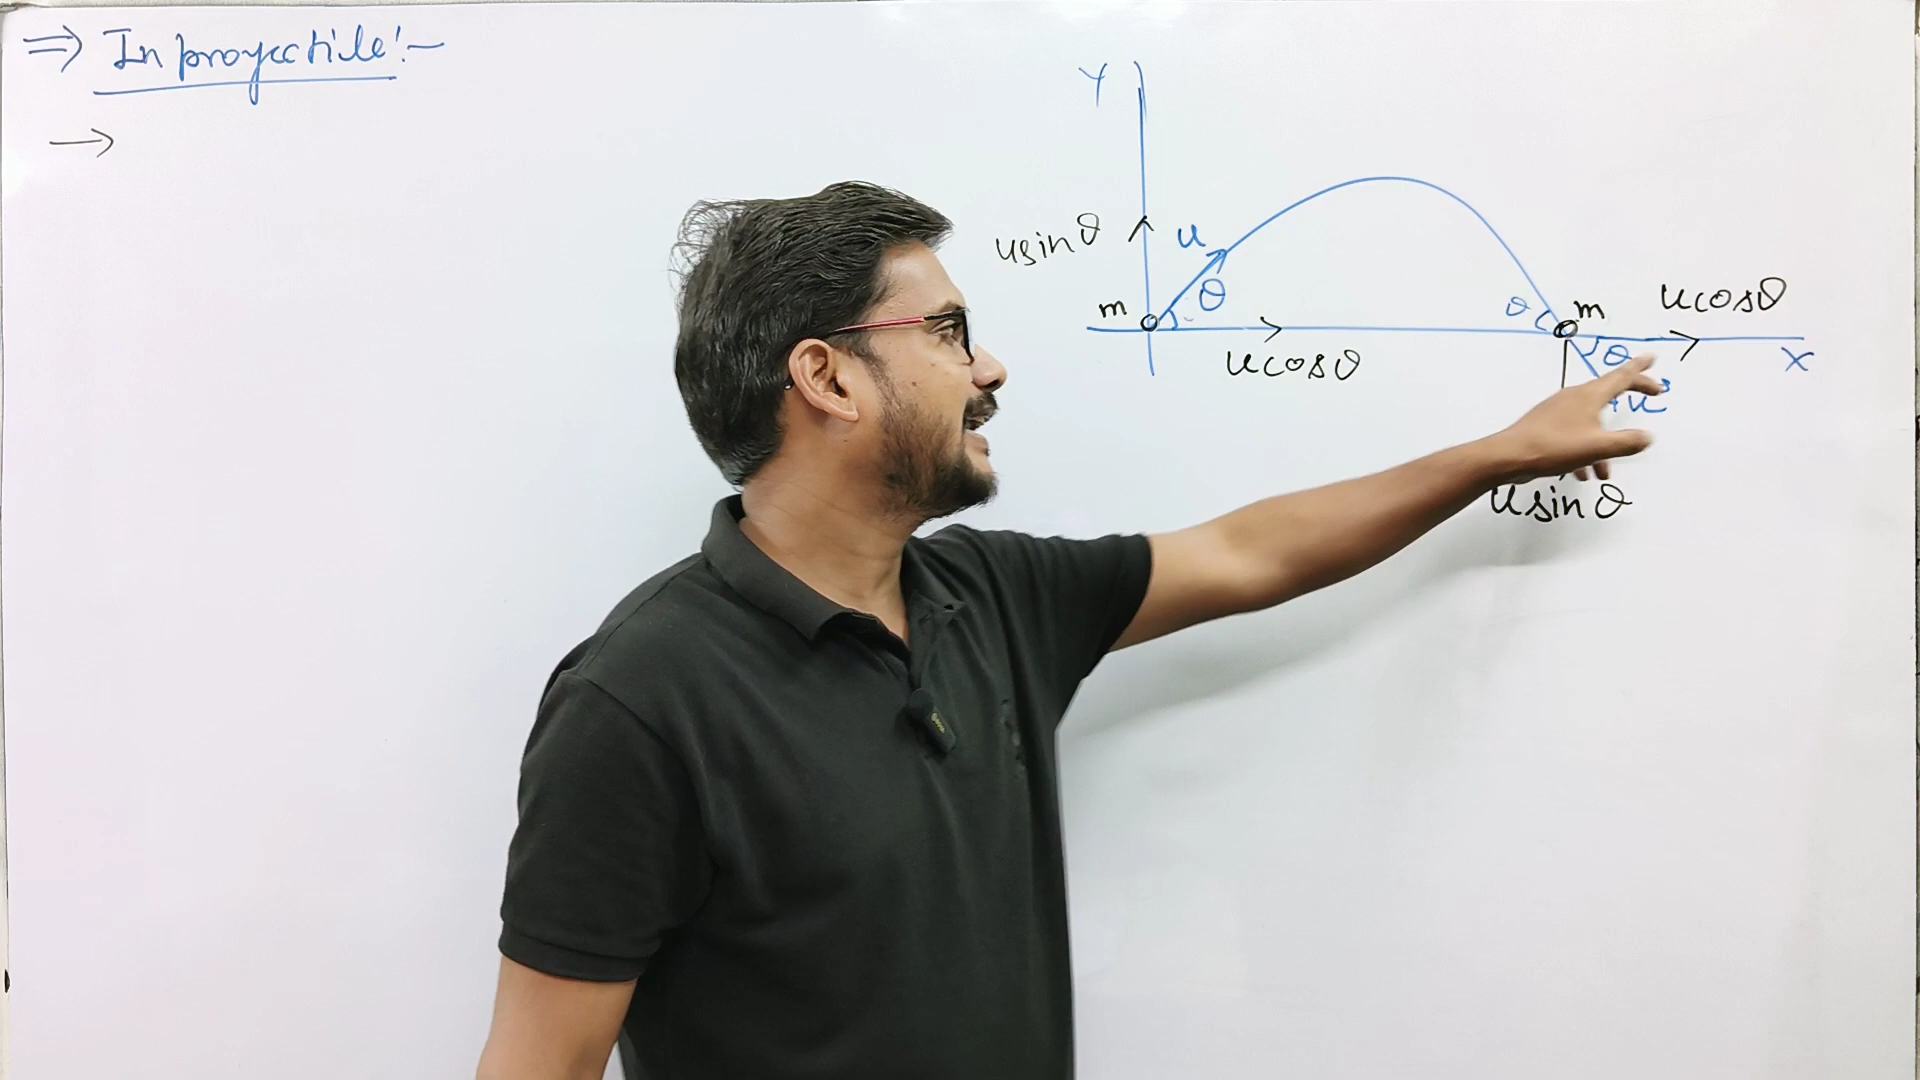 ⇒ In projectile:-
→
Y
u sinθ
u
θ
m
u cosθ
θ
m
u cosθ
θ
X
u
u sinθ